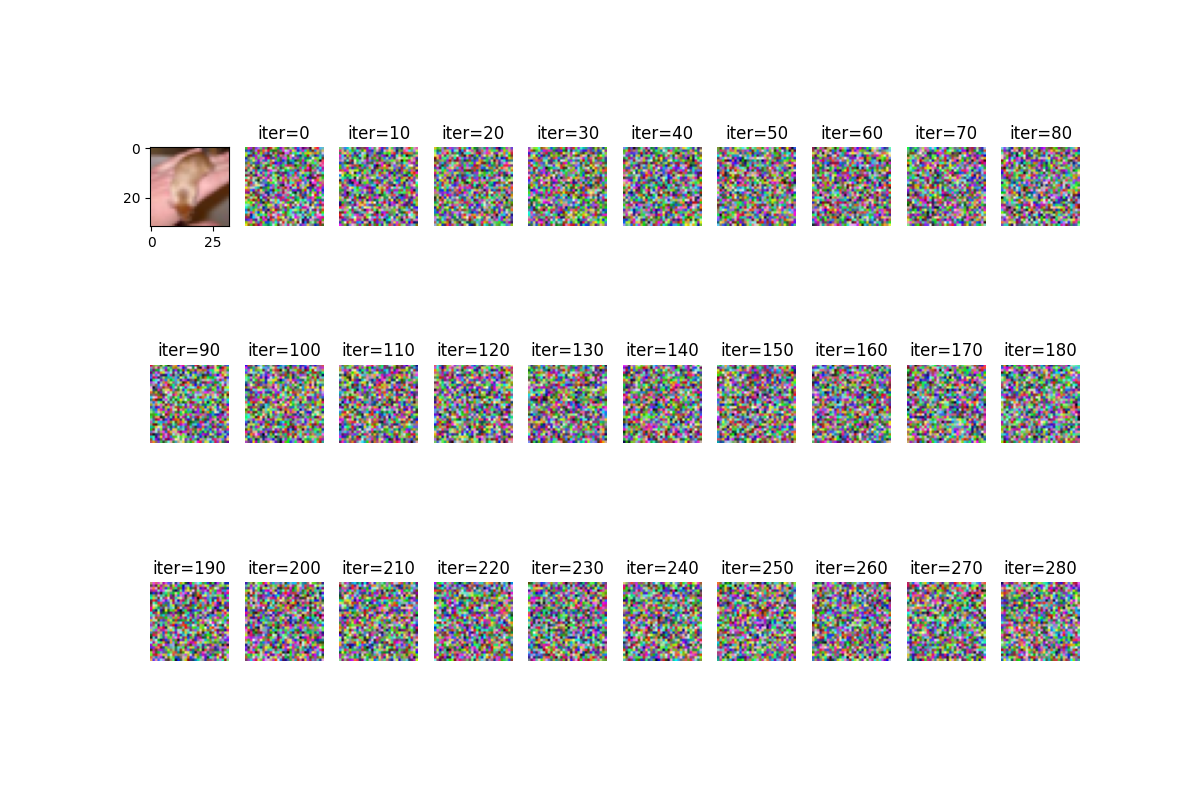 iter=0 iter=10 iter=20 iter=30 iter=40 iter=50 iter=60 iter=70 iter=80
0
20
0 25
iter=90 iter=100 iter=110 iter=120 iter=130 iter=140 iter=150 iter=160 iter=170 iter=180
iter=190 iter=200 iter=210 iter=220 iter=230 iter=240 iter=250 iter=260 iter=270 iter=280